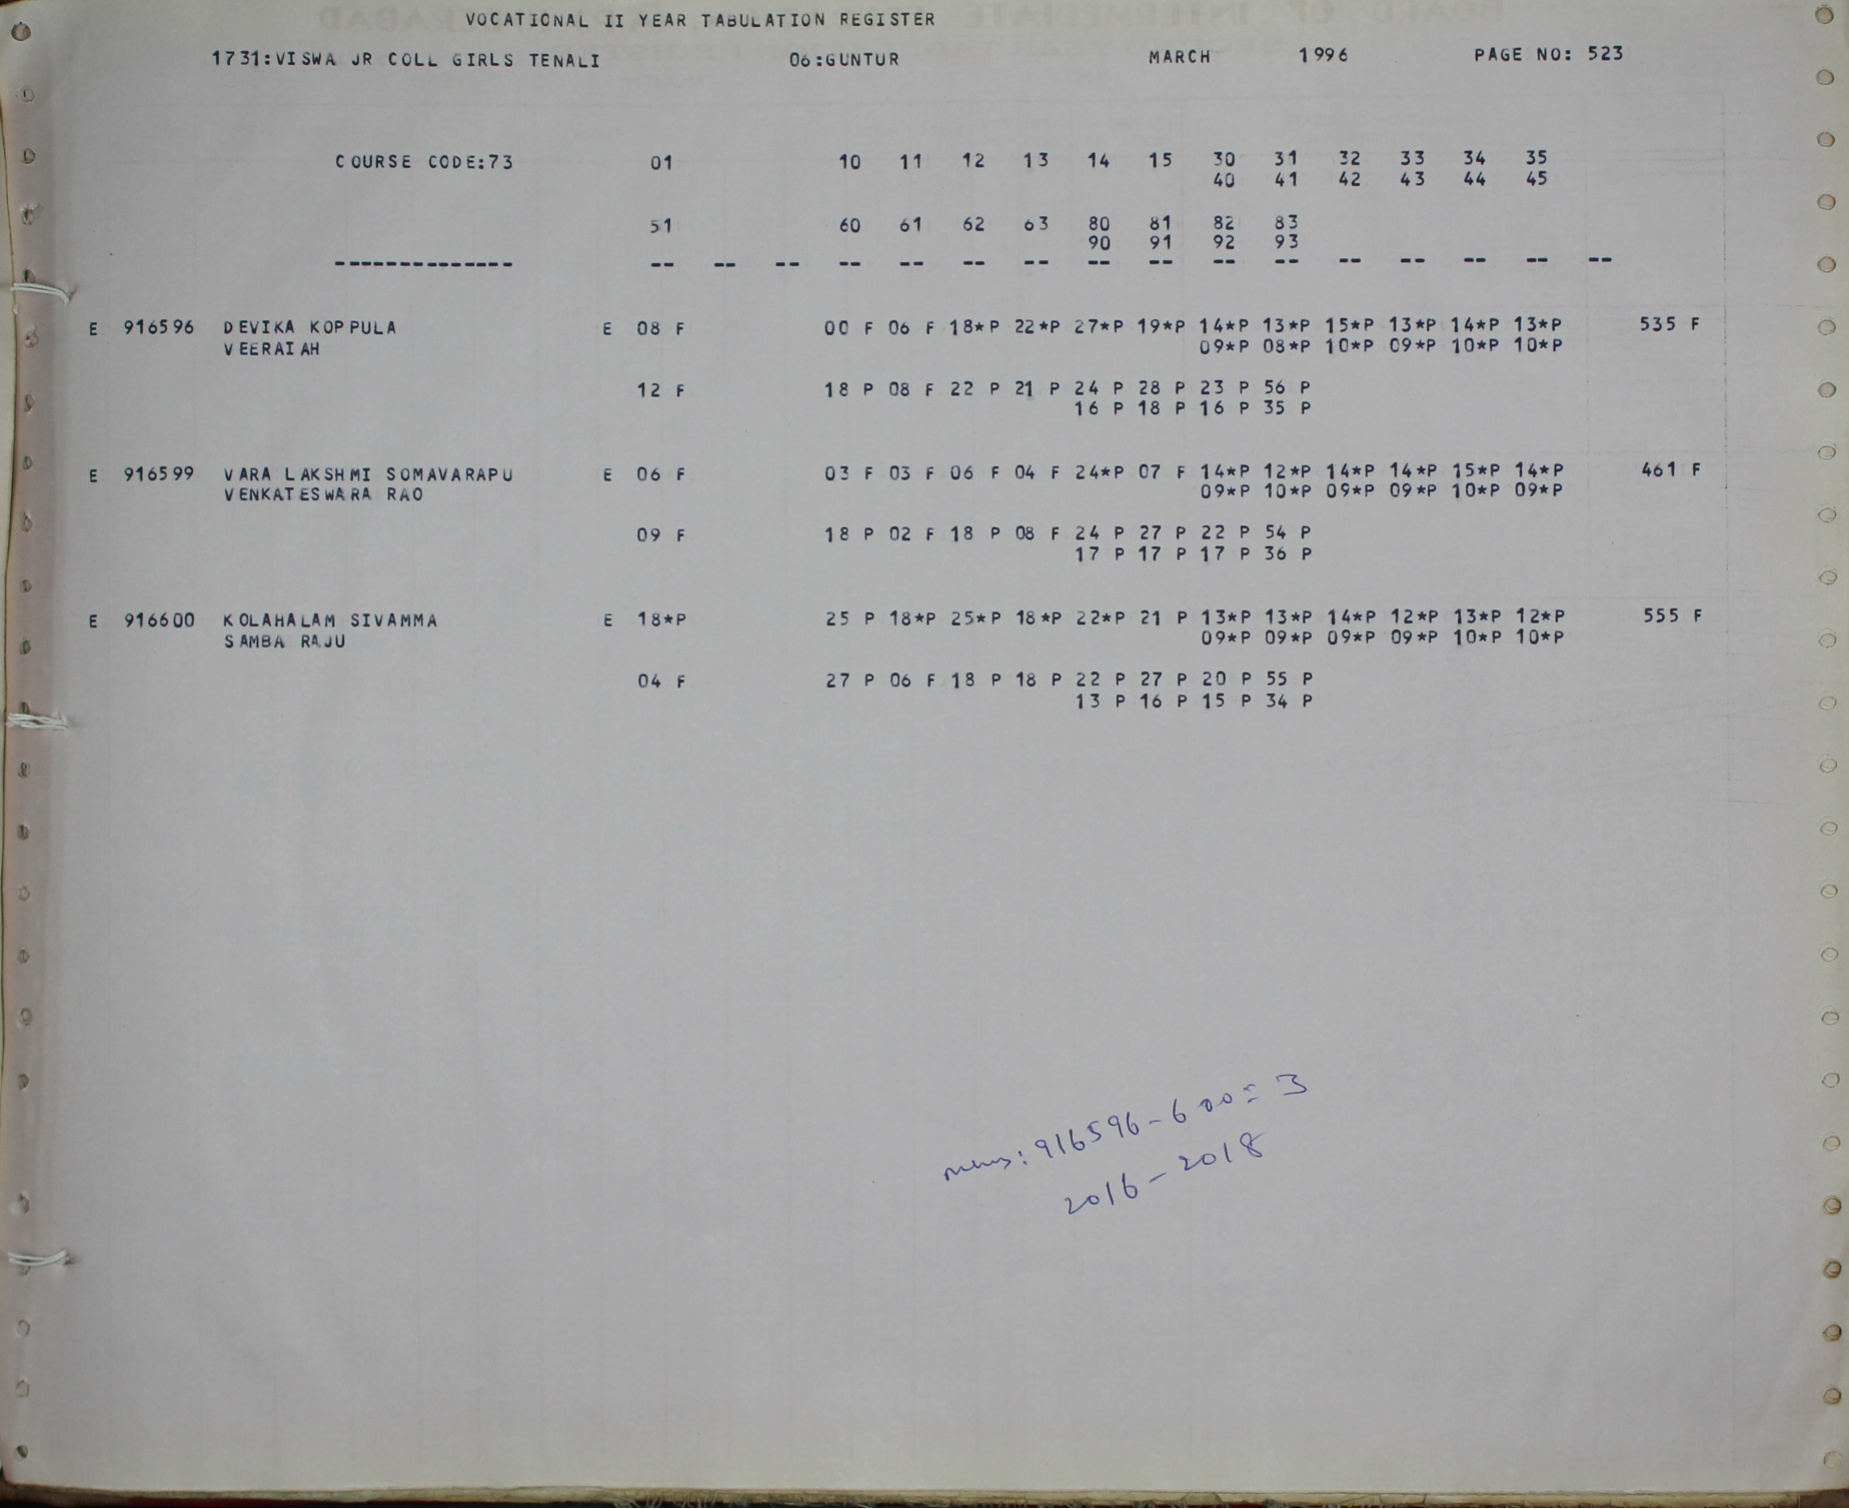 VOCATIONAL II YEAR TABULATION REGISTER
1731:VISWA JR COLL GIRLS TENALI 06:GUNTUR MARCH 1996 PAGE NO: 523
COURSE CODE:73 01 10 11 12 13 14 15 30 31 32 33 34 35
40 41 42 43 44 45
51 60 61 62 63 80 81 82 83
90 91 92 93
-------------- -- -- -- -- -- -- -- -- -- -- -- -- -- -- -- --
E 916596 DEVIKA KOPPULA E 08 F 00 F 06 F 18*P 22*P 27*P 19*P 14*P 13*P 15*P 13*P 14*P 13*P 535 F
VEERAIAH 09*P 08*P 10*P 09*P 10*P 10*P
12 F 18 P 08 F 22 P 21 P 24 P 28 P 23 P 56 P
16 P 18 P 16 P 35 P
E 916599 VARA LAKSHMI SOMAVARAPU E 06 F 03 F 03 F 06 F 04 F 24*P 07 F 14*P 12*P 14*P 14*P 15*P 14*P 461 F
VENKATESWARA RAO 09*P 10*P 09*P 09*P 10*P 09*P
09 F 18 P 02 F 18 P 08 F 24 P 27 P 22 P 54 P
17 P 17 P 17 P 36 P
E 916600 KOLAHALAM SIVAMMA E 18*P 25 P 18*P 25*P 18*P 22*P 21 P 13*P 13*P 14*P 12*P 13*P 12*P 555 F
SAMBA RAJU 09*P 09*P 09*P 09*P 10*P 10*P
04 F 27 P 06 F 18 P 18 P 22 P 27 P 20 P 55 P
13 P 16 P 15 P 34 P
: 916596-600 = 3
2016-2018